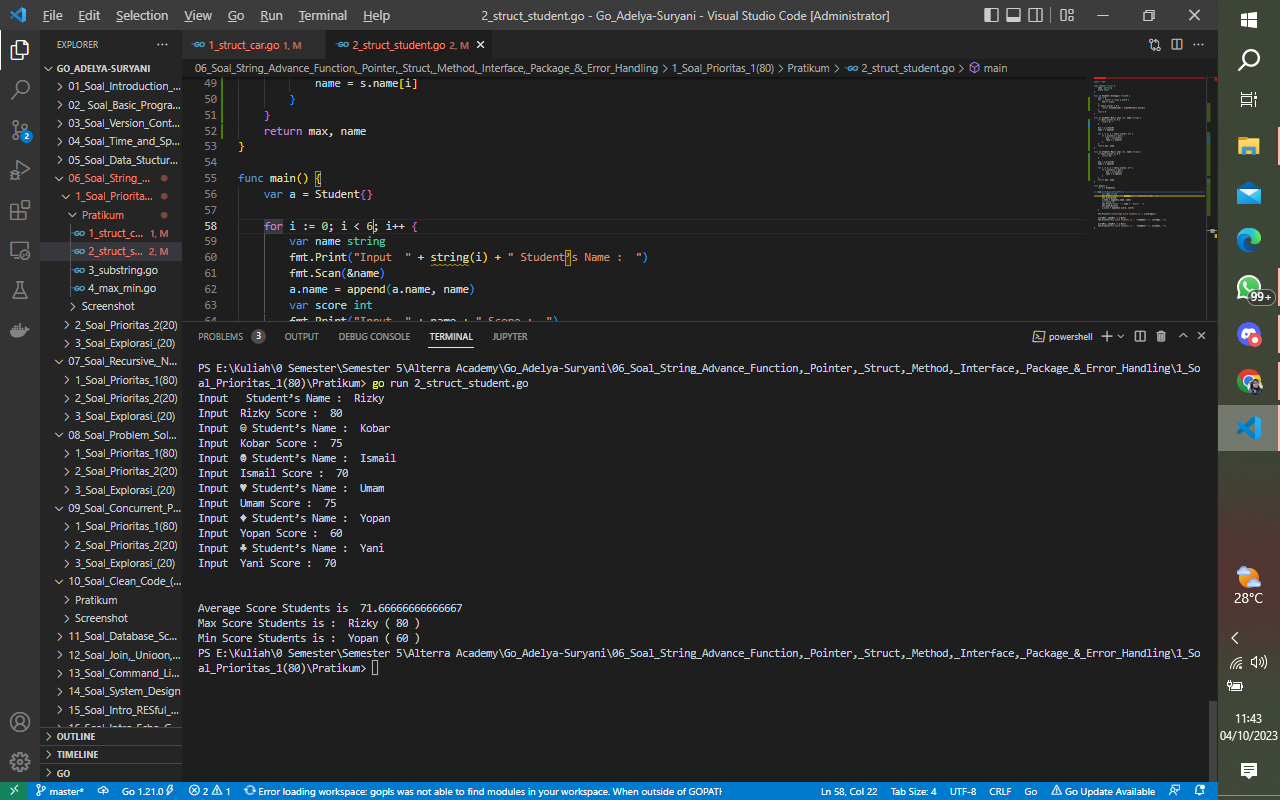 File Edit Selection View Go Run Terminal Help
2_struct_student.go - Go_Adelya-Suryani - Visual Studio Code [Administrator]
EXPLORER
1_struct_car.go 1, M
2_struct_student.go 2, M
06_Soal_String_Advance_Function,_Pointer,_Struct,_Method,_Interface,_Package_&_Error_Handling > 1_Soal_Prioritas_1(80) > Pratikum > 2_struct_student.go > main
GO_ADELYA-SURYANI
01_Soal_Introduction_...
02_ Soal_Basic_Progra...
03_Soal_Version_Cont...
04_Soal_Time_and_Sp...
05_Soal_Data_Stuctur...
06_Soal_String_...
1_Soal_Priorita...
Pratikum
1_struct_c... 1, M
2_struct_s... 2, M
3_substring.go
4_max_min.go
Screenshot
2_Soal_Prioritas_2(20)
3_Soal_Explorasi_(20)
07_Soal_Recursive,_N...
1_Soal_Prioritas_1(80)
2_Soal_Prioritas_2(20)
3_Soal_Explorasi_(20)
08_Soal_Problem_Sol...
1_Soal_Prioritas_1(80)
2_Soal_Prioritas_2(20)
3_Soal_Explorasi_(20)
09_Soal_Concurrent_P...
1_Soal_Prioritas_1(80)
2_Soal_Prioritas_2(20)
3_Soal_Explorasi_(20)
10_Soal_Clean_Code_(...
Pratikum
Screenshot
11_Soal_Database_Sc...
12_Soal_Join,_Unioon,...
13_Soal_Command_Li...
14_Soal_System_Design
15_Soal_Intro_RESful_...
OUTLINE
TIMELINE
GO
2
49 name = s.name[i]
50 }
51 }
52 return max, name
53 }
54
55 func main() {
56 var a = Student{}
57
58 for i := 0; i < 6; i++ {
59 var name string
60 fmt.Print("Input  " + string(i) + " Student’s Name :  ")
61 fmt.Scan(&name)
62 a.name = append(a.name, name)
63 var score int
64 fmt.Print("Input  " + name + " Score :  ")
PROBLEMS 3 OUTPUT DEBUG CONSOLE TERMINAL JUPYTER
powershell
PS E:\Kuliah\0 Semester\Semester 5\Alterra Academy\Go_Adelya-Suryani\06_Soal_String_Advance_Function,_Pointer,_Struct,_Method,_Interface,_Package_&_Error_Handling\1_So
al_Prioritas_1(80)\Pratikum> go run 2_struct_student.go
Input   Student’s Name :  Rizky
Input  Rizky Score :  80
Input  ☺ Student’s Name :  Kobar
Input  Kobar Score :  75
Input  ☻ Student’s Name :  Ismail
Input  Ismail Score :  70
Input  ♥ Student’s Name :  Umam
Input  Umam Score :  75
Input  ♦ Student’s Name :  Yopan
Input  Yopan Score :  60
Input  ♣ Student’s Name :  Yani
Input  Yani Score :  70
Average Score Students is  71.66666666666667
Max Score Students is :  Rizky ( 80 )
Min Score Students is :  Yopan ( 60 )
PS E:\Kuliah\0 Semester\Semester 5\Alterra Academy\Go_Adelya-Suryani\06_Soal_String_Advance_Function,_Pointer,_Struct,_Method,_Interface,_Package_&_Error_Handling\1_So
al_Prioritas_1(80)\Pratikum>
master* Go 1.21.0 2 1 Error loading workspace: gopls was not able to find modules in your workspace. When outside of GOPATH
Ln 58, Col 22 Tab Size: 4 UTF-8 CRLF Go Go Update Available
99+
28°C
11:43
04/10/2023